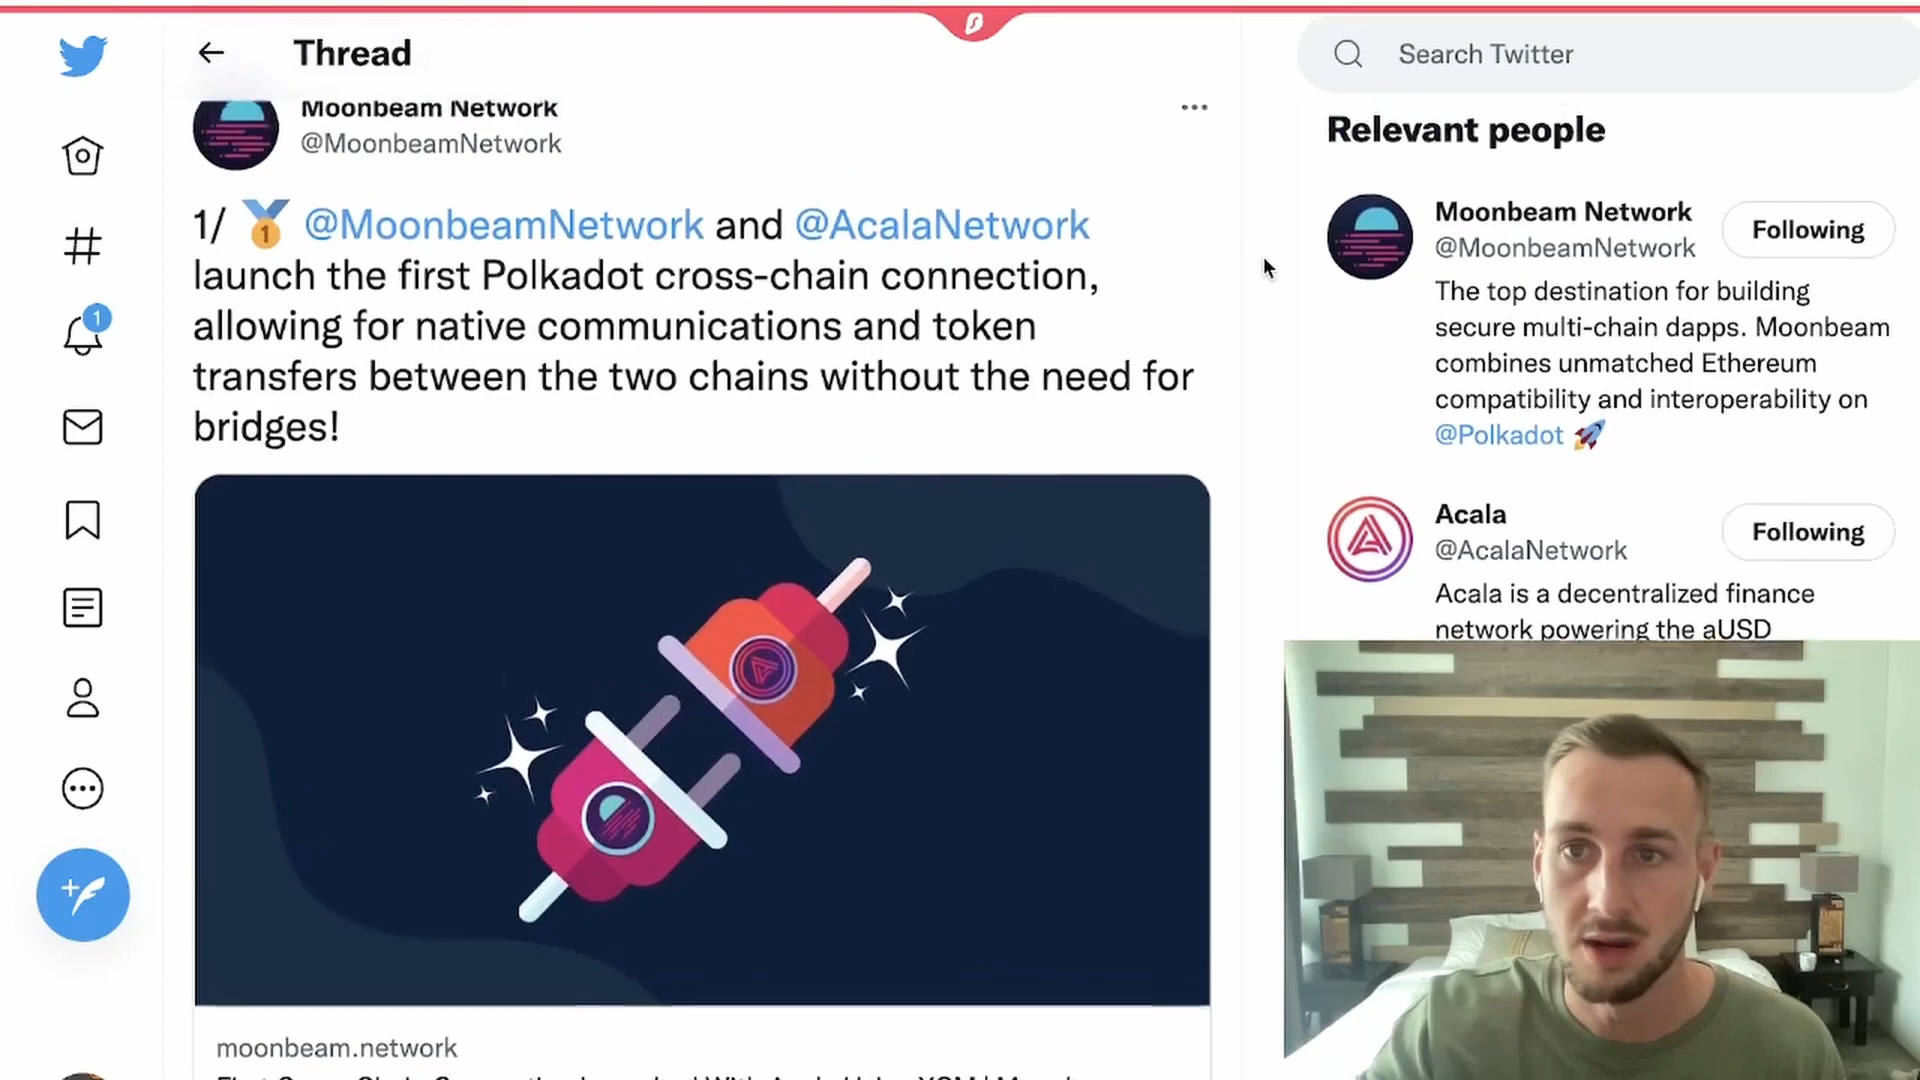 Thread
Search Twitter
Moonbeam Network
@MoonbeamNetwork
1/ @MoonbeamNetwork and @AcalaNetwork
launch the first Polkadot cross-chain connection,
allowing for native communications and token
transfers between the two chains without the need for
bridges!
moonbeam.network
Relevant people
Moonbeam Network
Following
@MoonbeamNetwork
The top destination for building
secure multi-chain dapps. Moonbeam
combines unmatched Ethereum
compatibility and interoperability on
@Polkadot
Acala
Following
@AcalaNetwork
Acala is a decentralized finance
network powering the aUSD
1